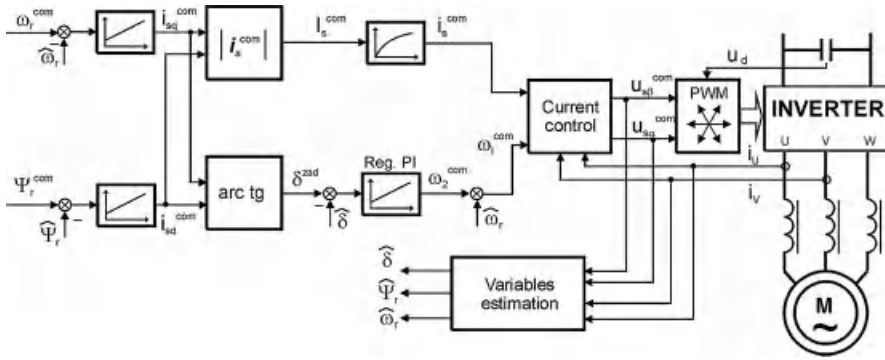 ω_r^com
i_sq^com
ω̂_r
|i_s^com|
I_s^com
i_s^com
Current control
u_sβ^com
u_sα^com
u_d
PWM
INVERTER
U V W
i_U
i_V
Ψ_r^com
Ψ̂_r
i_sd^com
arc tg
δ^zad
δ̂
Reg. PI
ω_2^com
ω̂_r
ω_i^com
Variables estimation
δ̂
Ψ̂_r
ω̂_r
M
~